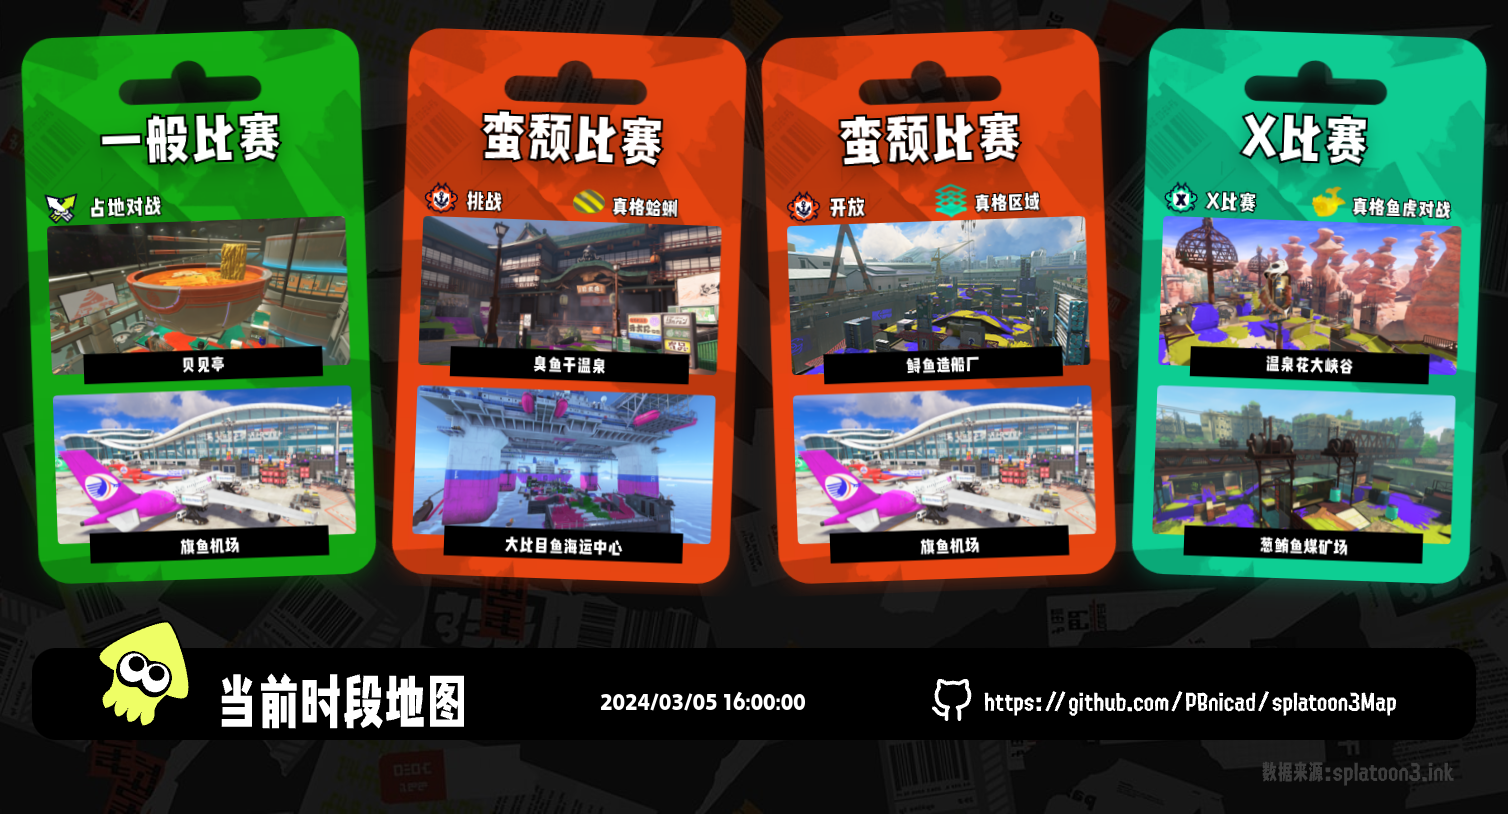 一般比赛
占地对战
贝见亭
旗鱼机场
蛮颓比赛
挑战
真格蛤蜊
臭鱼干温泉
大比目鱼海运中心
蛮颓比赛
开放
真格区域
鲟鱼造船厂
旗鱼机场
X比赛
X比赛
真格鱼虎对战
温泉花大峡谷
葱鲔鱼煤矿场
当前时段地图
2024/03/05 16:00:00
https://github.com/PBnicad/splatoon3Map
数据来源:splatoon3.ink